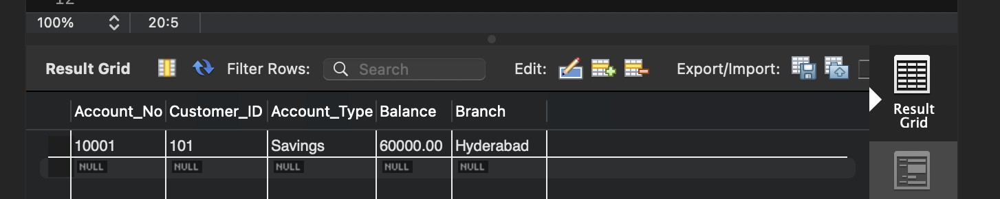 12
100% 20:5
Result Grid Filter Rows: Search Edit: Export/Import:
Result
Grid
Account_No Customer_ID Account_Type Balance Branch
10001 101 Savings 60000.00 Hyderabad
NULL NULL NULL NULL NULL